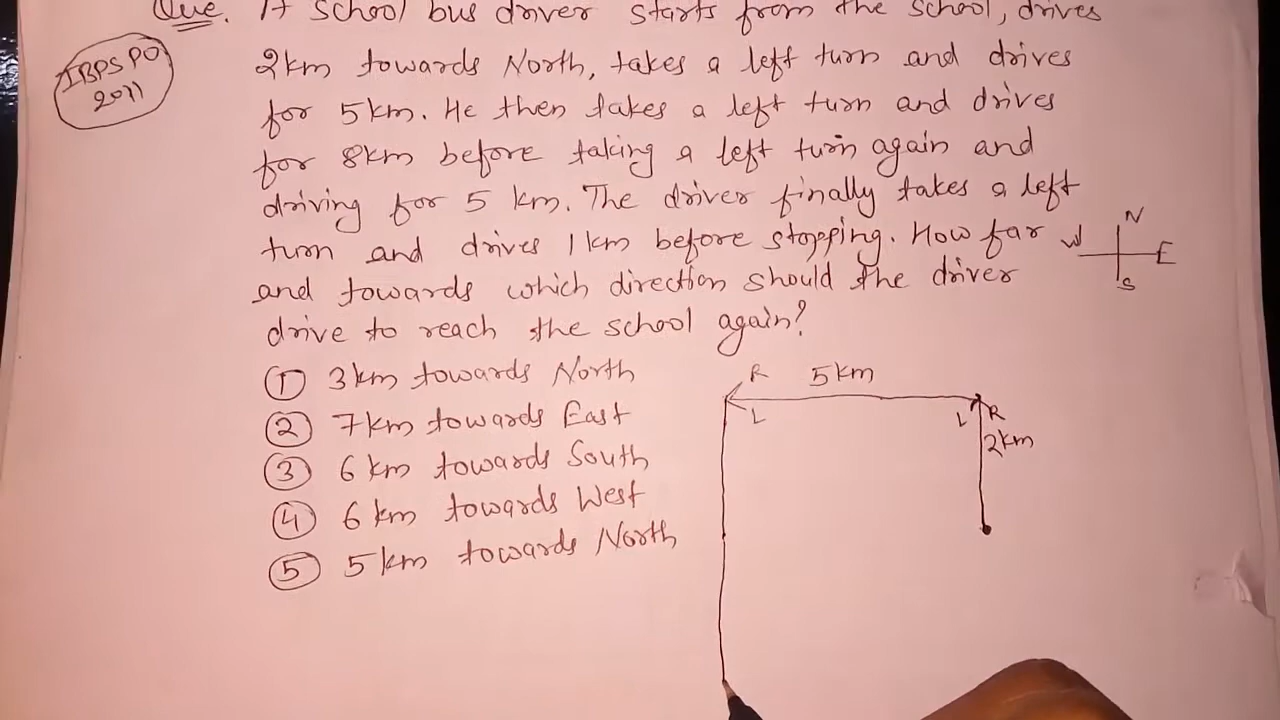 Que. A school bus driver starts from the school, drives
IBPS PO
2011
2km towards North, takes a left turn and drives
for 5km. He then takes a left turn and drives
for 8km before taking a left turn again and
driving for 5 km. The driver finally takes a left
turn and drives 1km before stopping. How far
and towards which direction should the driver
drive to reach the school again?
N
W E
S
① 3km towards North
② 7km towards East
③ 6km towards South
④ 6km towards West
⑤ 5km towards North
R 5km
L L R
2km